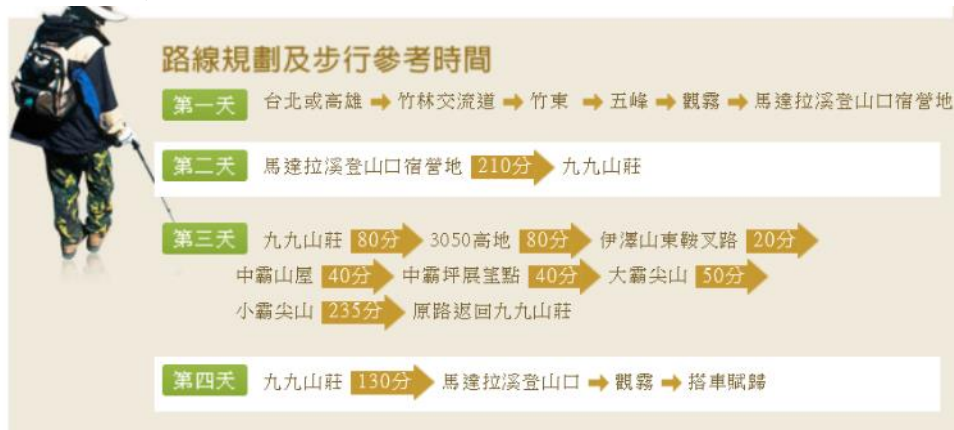 路線規劃及步行參考時間
第一天 台北或高雄 ➡ 竹林交流道 ➡ 竹東 ➡ 五峰 ➡ 觀霧 ➡ 馬達拉溪登山口宿營地
第二天 馬達拉溪登山口宿營地 210分 九九山莊
第三天 九九山莊 80分 3050高地 80分 伊澤山東鞍叉路 20分
中霸山屋 40分 中霸坪展望點 40分 大霸尖山 50分
小霸尖山 235分 原路返回九九山莊
第四天 九九山莊 130分 馬達拉溪登山口 ➡ 觀霧 ➡ 搭車賦歸